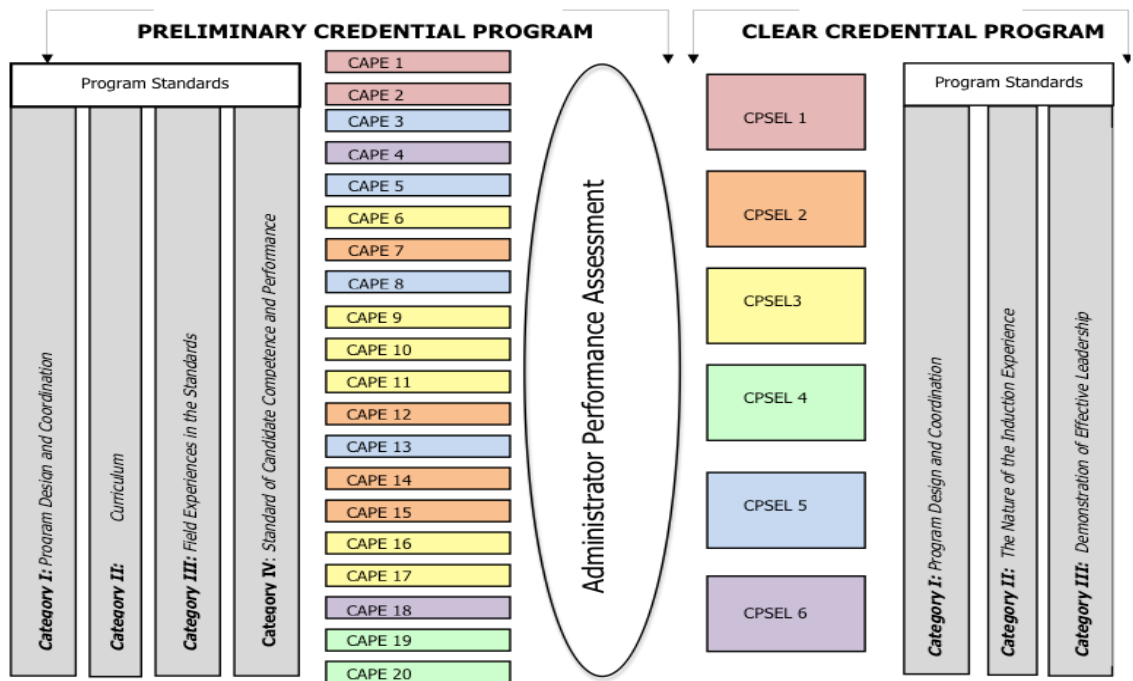 PRELIMINARY CREDENTIAL PROGRAM
CLEAR CREDENTIAL PROGRAM
Program Standards
Category I: Program Design and Coordination
Category II: Curriculum
Category III: Field Experiences in the Standards
Category IV: Standard of Candidate Competence and Performance
CAPE 1
CAPE 2
CAPE 3
CAPE 4
CAPE 5
CAPE 6
CAPE 7
CAPE 8
CAPE 9
CAPE 10
CAPE 11
CAPE 12
CAPE 13
CAPE 14
CAPE 15
CAPE 16
CAPE 17
CAPE 18
CAPE 19
CAPE 20
Administrator Performance Assessment
CPSEL 1
CPSEL 2
CPSEL3
CPSEL 4
CPSEL 5
CPSEL 6
Program Standards
Category I: Program Design and Coordination
Category II: The Nature of the Induction Experience
Category III: Demonstration of Effective Leadership